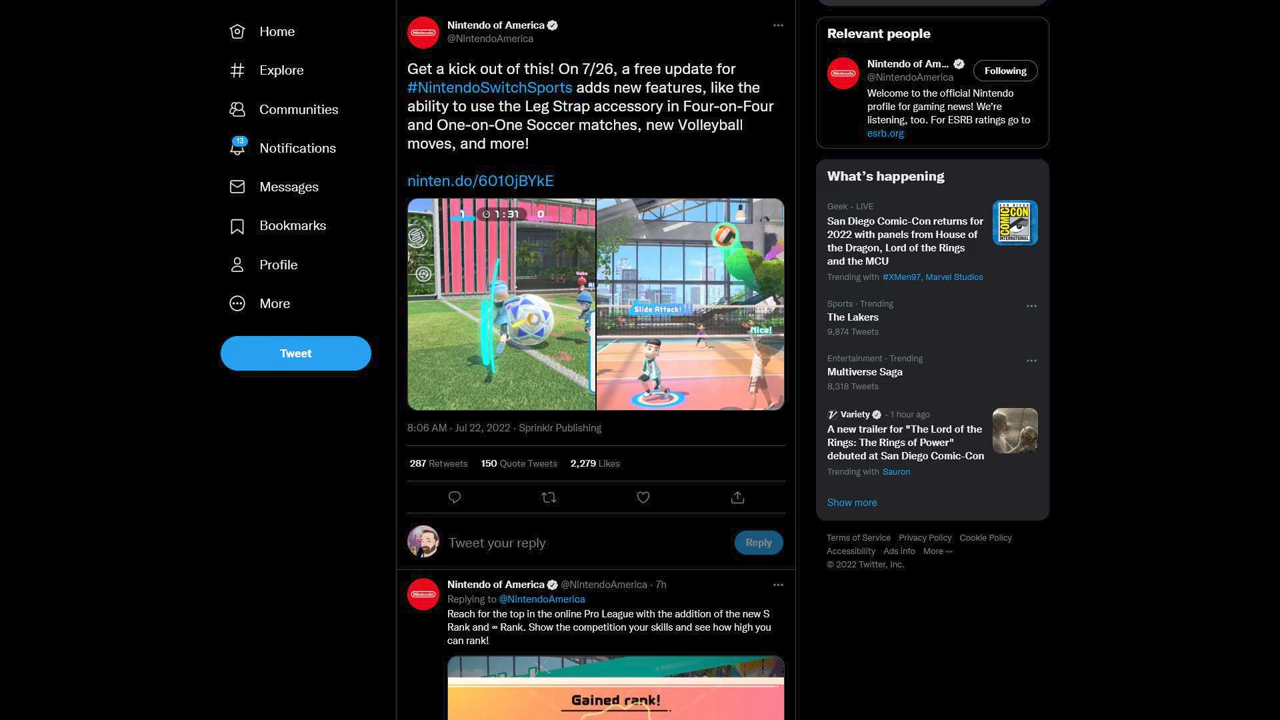 Home
Explore
Communities
13
Notifications
Messages
Bookmarks
Profile
More
Tweet
Nintendo of America
@NintendoAmerica
Get a kick out of this! On 7/26, a free update for
#NintendoSwitchSports adds new features, like the
ability to use the Leg Strap accessory in Four-on-Four
and One-on-One Soccer matches, new Volleyball
moves, and more!
ninten.do/6010jBYkE
1 1:31 0
Slide Attack!
Nice!
8:06 AM · Jul 22, 2022 · Sprinklr Publishing
287 Retweets 150 Quote Tweets 2,279 Likes
Tweet your reply
Reply
Nintendo of America @NintendoAmerica · 7h
Replying to @NintendoAmerica
Reach for the top in the online Pro League with the addition of the new S
Rank and ∞ Rank. Show the competition your skills and see how high you
can rank!
Gained rank!
Relevant people
Nintendo of Am...
@NintendoAmerica
Following
Welcome to the official Nintendo
profile for gaming news! We're
listening, too. For ESRB ratings go to
esrb.org
What's happening
Geek · LIVE
San Diego Comic-Con returns for
2022 with panels from House of
the Dragon, Lord of the Rings
and the MCU
Trending with #XMen97, Marvel Studios
COMIC CON
INTERNATIONAL
Sports · Trending
The Lakers
9,874 Tweets
Entertainment · Trending
Multiverse Saga
8,318 Tweets
Variety · 1 hour ago
A new trailer for "The Lord of the
Rings: The Rings of Power"
debuted at San Diego Comic-Con
Trending with Sauron
Show more
Terms of Service Privacy Policy Cookie Policy
Accessibility Ads info More ···
© 2022 Twitter, Inc.